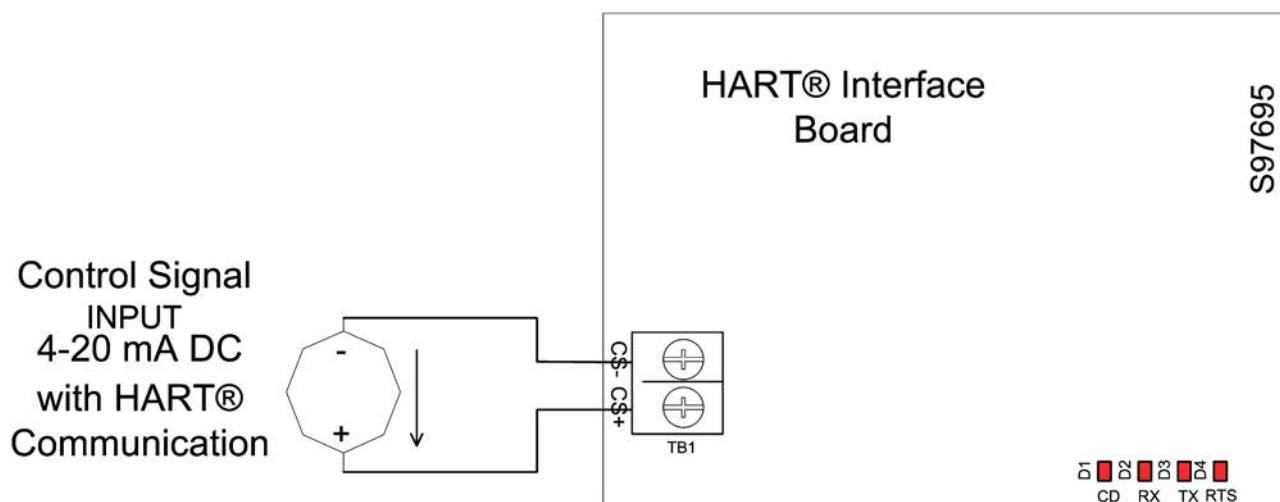 HART® Interface
Board
S97695
Control Signal
INPUT
4-20 mA DC
with HART®
Communication
-
+
CS-
CS+
TB1
D1 D2 D3 D4
CD RX TX RTS